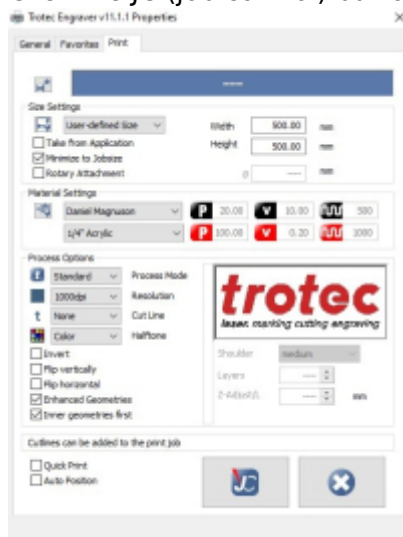 Trotec Engraver v11.1.1 Properties
General Favorites Print
Size Settings
User-defined Size Width 500.00 mm
Take from Application Height 500.00 mm
Minimize to Jobsize
Rotary Attachment ø ---- mm
Material Settings
Daniel Magnuson P 20.00 V 10.00 500
1/4" Acrylic P 100.00 V 0.20 1000
Process Options
Standard Process Mode
1000dpi Resolution
t None Cut Line
Color Halftone
trotec
laser. marking cutting engraving
Invert Shoulder medium
Flip vertically Layers
Flip horizontal
Enhanced Geometries mm
Inner geometries first
Cutlines can be added to the print job
Quick Print
Auto Position
JC